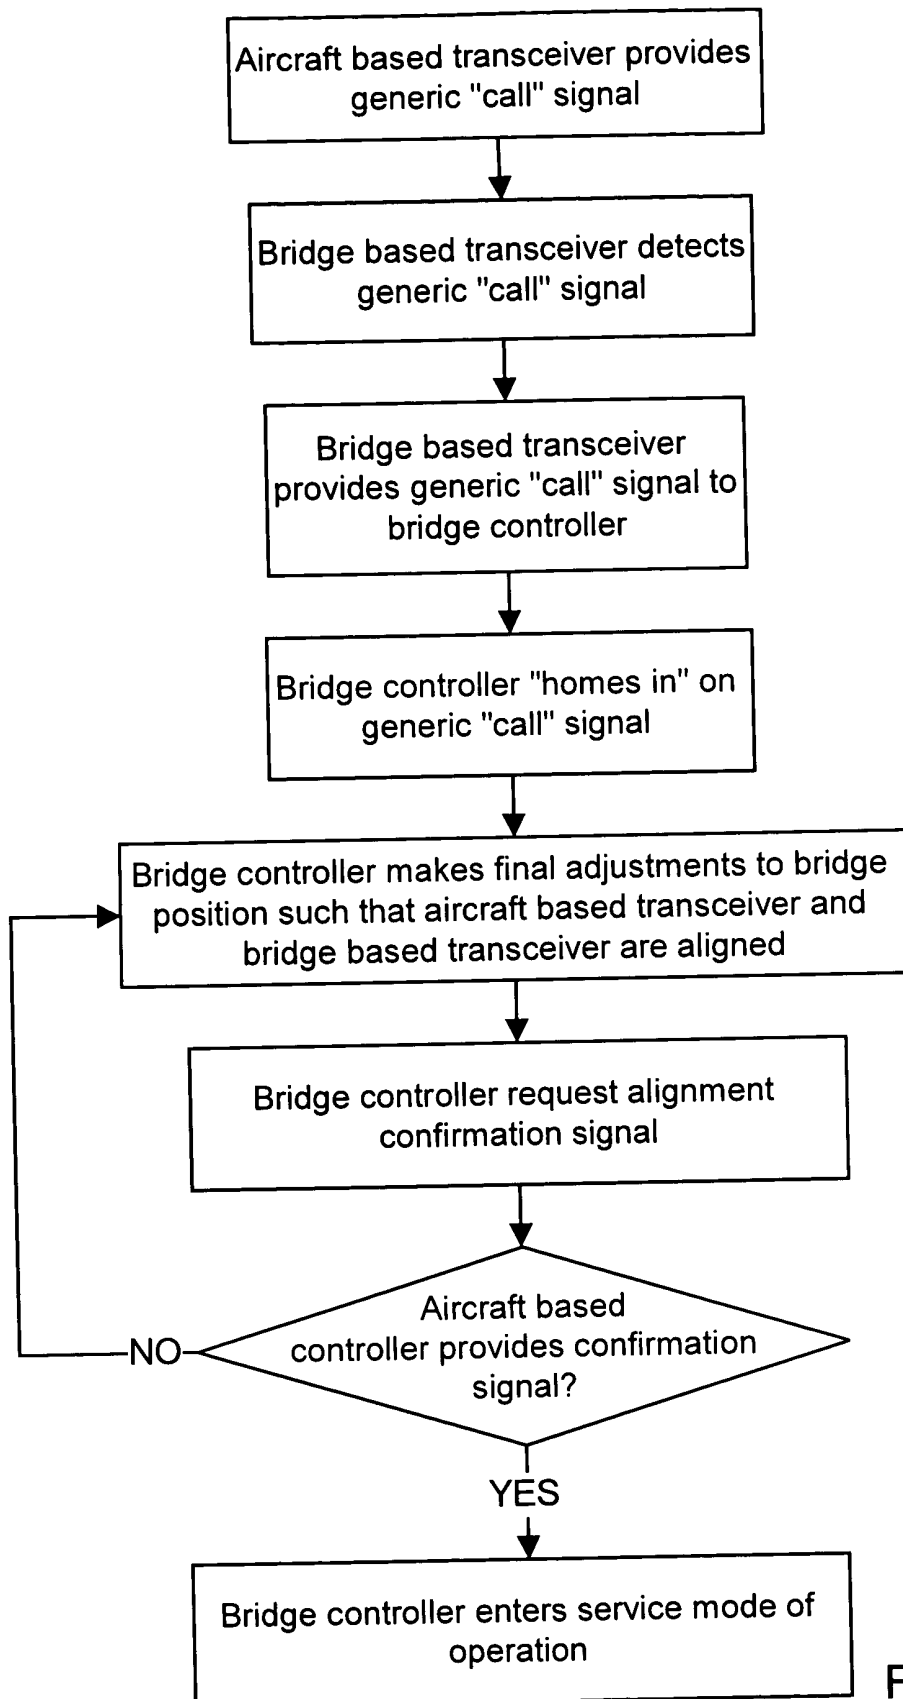 Aircraft based transceiver provides
generic "call" signal
Bridge based transceiver detects
generic "call" signal
Bridge based transceiver
provides generic "call" signal to
bridge controller
Bridge controller "homes in" on
generic "call" signal
Bridge controller makes final adjustments to bridge
position such that aircraft based transceiver and
bridge based transceiver are aligned
Bridge controller request alignment
confirmation signal
Aircraft based
controller provides confirmation
signal?
NO
YES
Bridge controller enters service mode of
operation
F